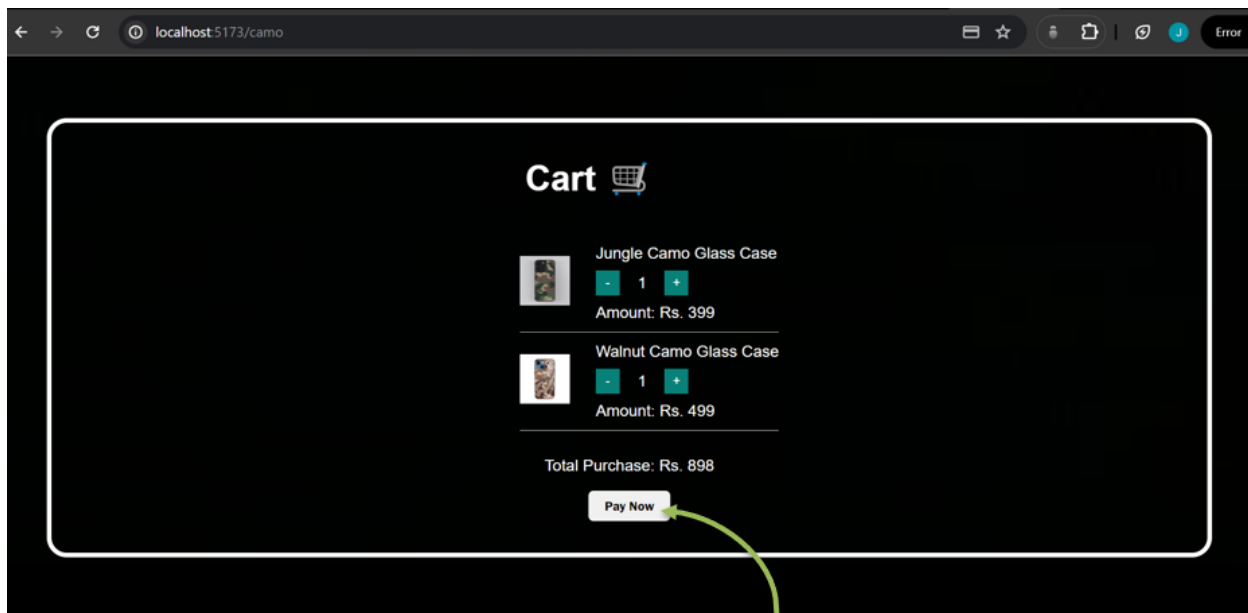 localhost:5173/camo
J
Error
Cart
Jungle Camo Glass Case
- 1 +
Amount: Rs. 399
Walnut Camo Glass Case
- 1 +
Amount: Rs. 499
Total Purchase: Rs. 898
Pay Now